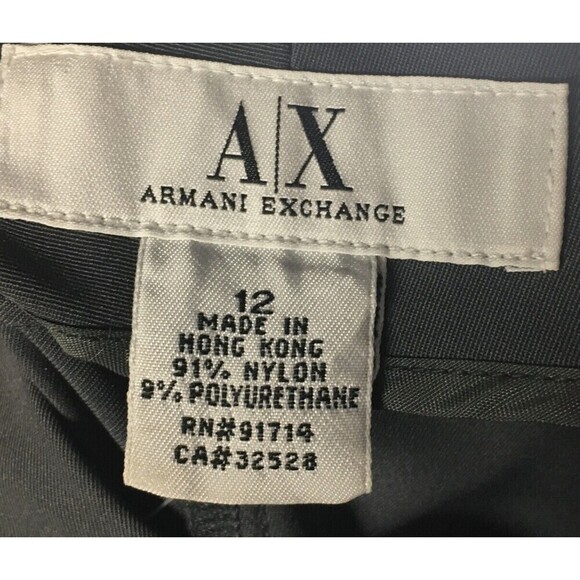 A|X
ARMANI EXCHANGE
12
MADE IN
HONG KONG
91% NYLON
9% POLYURETHANE
RN#91714
CA#32528